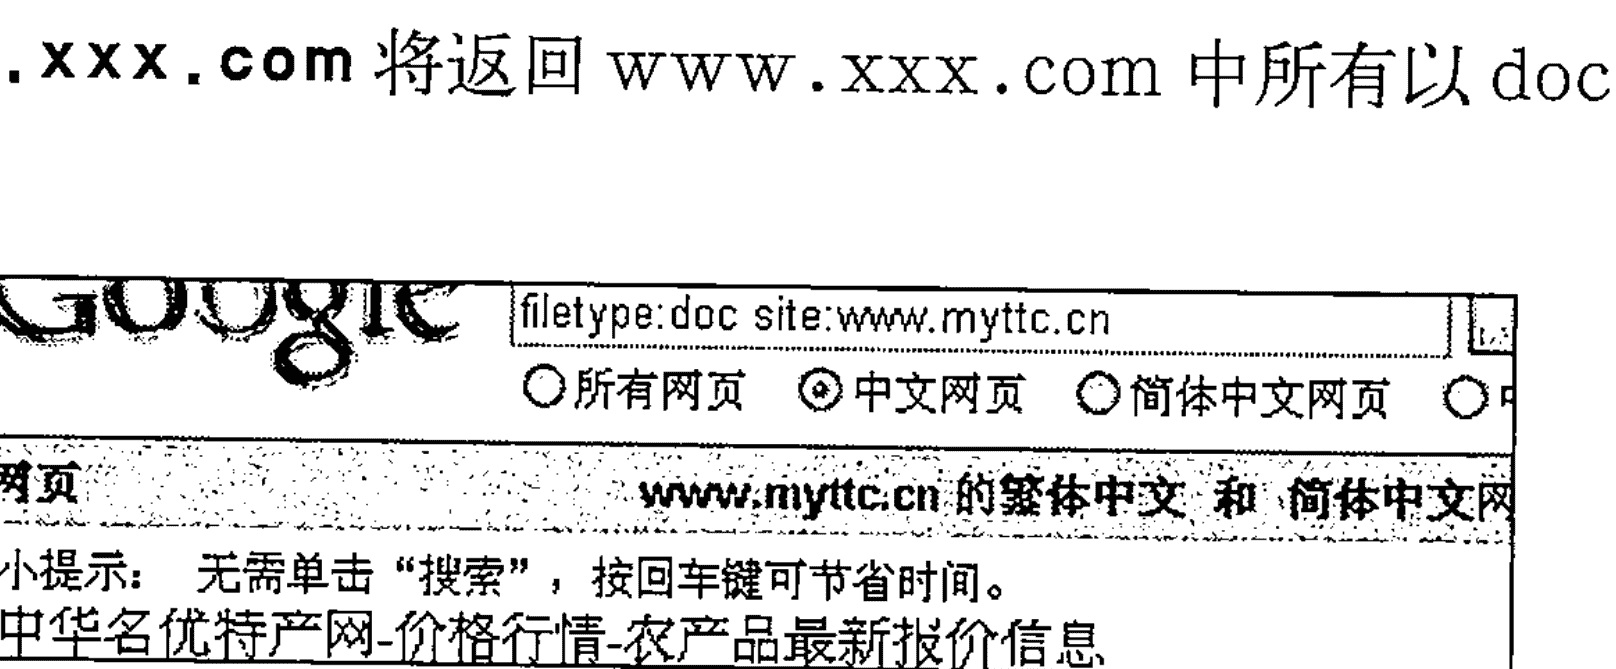 .xxx.com 将返回 www.xxx.com 中所有以 doc
Google
filetype:doc site:www.myttc.cn
所有网页 中文网页 简体中文网页
网页 www.myttc.cn 的繁体中文 和 简体中文网
小提示: 无需单击“搜索”，按回车键可节省时间。
中华名优特产网-价格行情-农产品最新报价信息